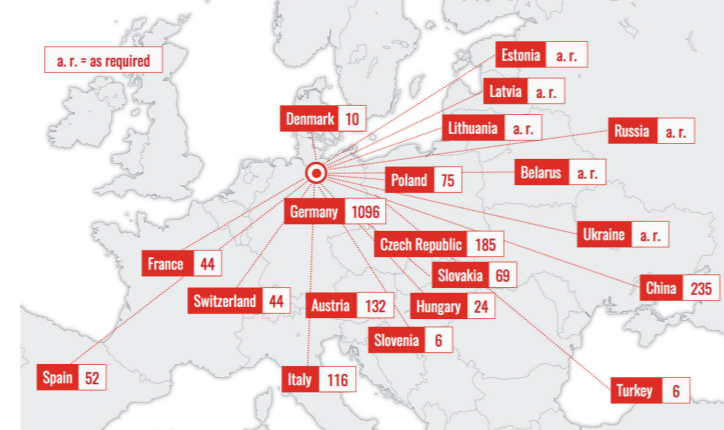 a. r. = as required
Estonia a. r.
Latvia a. r.
Denmark 10
Lithuania a. r.
Russia a. r.
Belarus a. r.
Poland 75
Germany 1096
Ukraine a. r.
Czech Republic 185
France 44
Slovakia 69
China 235
Switzerland 44
Austria 132
Hungary 24
Slovenia 6
Spain 52
Italy 116
Turkey 6